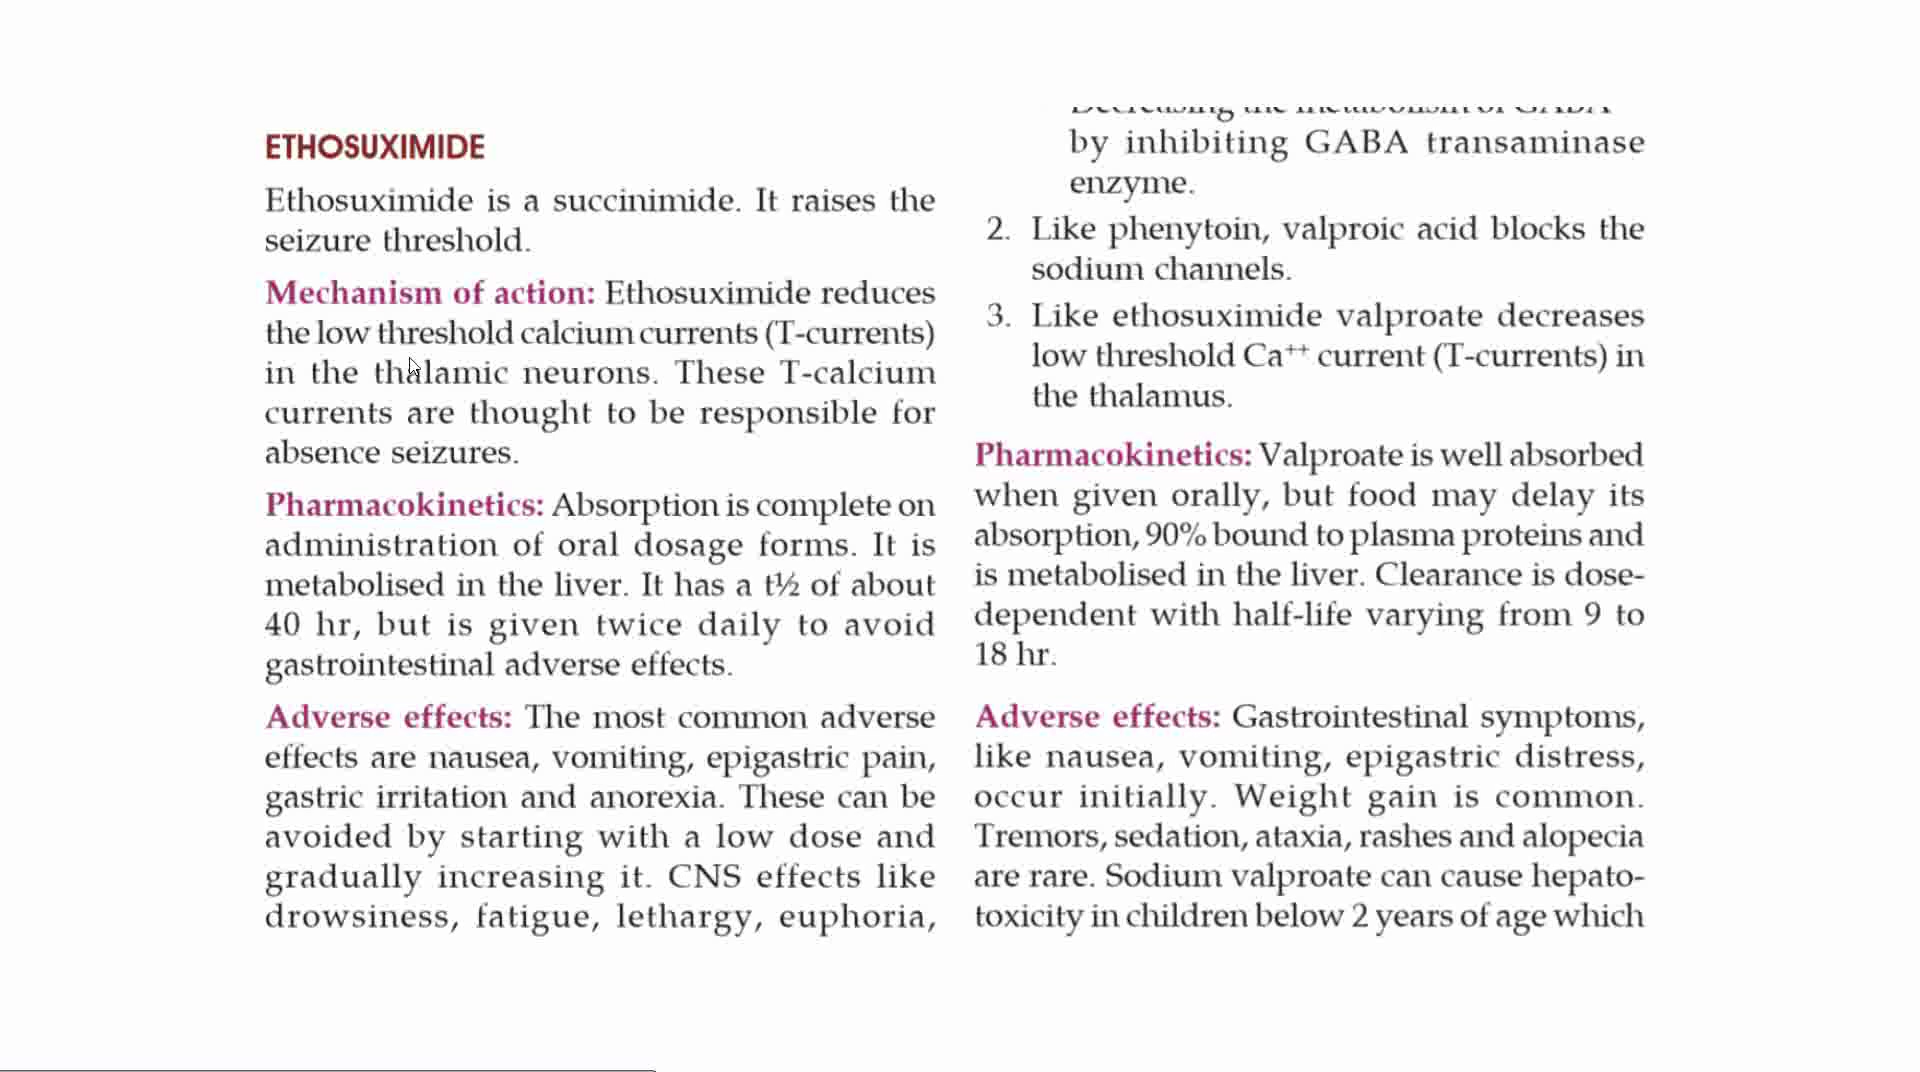 ETHOSUXIMIDE
Ethosuximide is a succinimide. It raises the
seizure threshold.
Mechanism of action: Ethosuximide reduces
the low threshold calcium currents (T-currents)
in the thalamic neurons. These T-calcium
currents are thought to be responsible for
absence seizures.
Pharmacokinetics: Absorption is complete on
administration of oral dosage forms. It is
metabolised in the liver. It has a t½ of about
40 hr, but is given twice daily to avoid
gastrointestinal adverse effects.
Adverse effects: The most common adverse
effects are nausea, vomiting, epigastric pain,
gastric irritation and anorexia. These can be
avoided by starting with a low dose and
gradually increasing it. CNS effects like
drowsiness, fatigue, lethargy, euphoria,
Decreasing the metabolism of GABA
by inhibiting GABA transaminase
enzyme.
2. Like phenytoin, valproic acid blocks the
sodium channels.
3. Like ethosuximide valproate decreases
low threshold Ca⁺⁺ current (T-currents) in
the thalamus.
Pharmacokinetics: Valproate is well absorbed
when given orally, but food may delay its
absorption, 90% bound to plasma proteins and
is metabolised in the liver. Clearance is dose-
dependent with half-life varying from 9 to
18 hr.
Adverse effects: Gastrointestinal symptoms,
like nausea, vomiting, epigastric distress,
occur initially. Weight gain is common.
Tremors, sedation, ataxia, rashes and alopecia
are rare. Sodium valproate can cause hepato-
toxicity in children below 2 years of age which